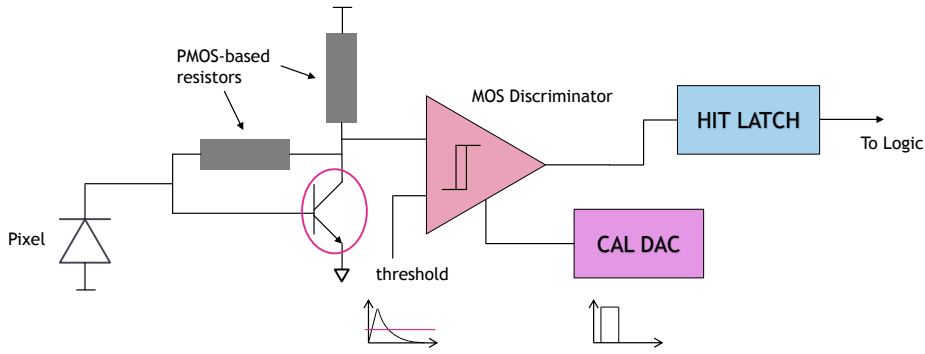 PMOS-based
resistors
MOS Discriminator
HIT LATCH
To Logic
Pixel
CAL DAC
threshold